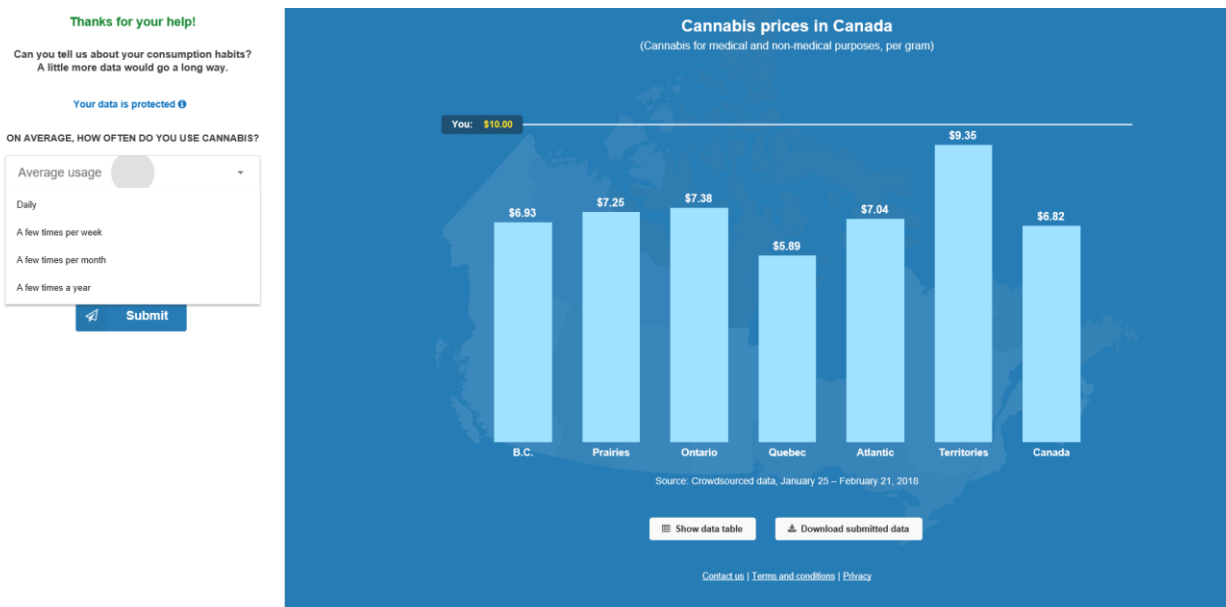 Thanks for your help!
Can you tell us about your consumption habits?
A little more data would go a long way.
Your data is protected
ON AVERAGE, HOW OFTEN DO YOU USE CANNABIS?
Average usage
Daily
A few times per week
A few times per month
A few times a year
Submit
Cannabis prices in Canada
(Cannabis for medical and non-medical purposes, per gram)
You: $10.00
$6.93
$7.25
$7.38
$5.89
$7.04
$9.35
$6.82
B.C.
Prairies
Ontario
Quebec
Atlantic
Territories
Canada
Source: Crowdsourced data, January 25 – February 21, 2018
Show data table
Download submitted data
Contact us | Terms and conditions | Privacy